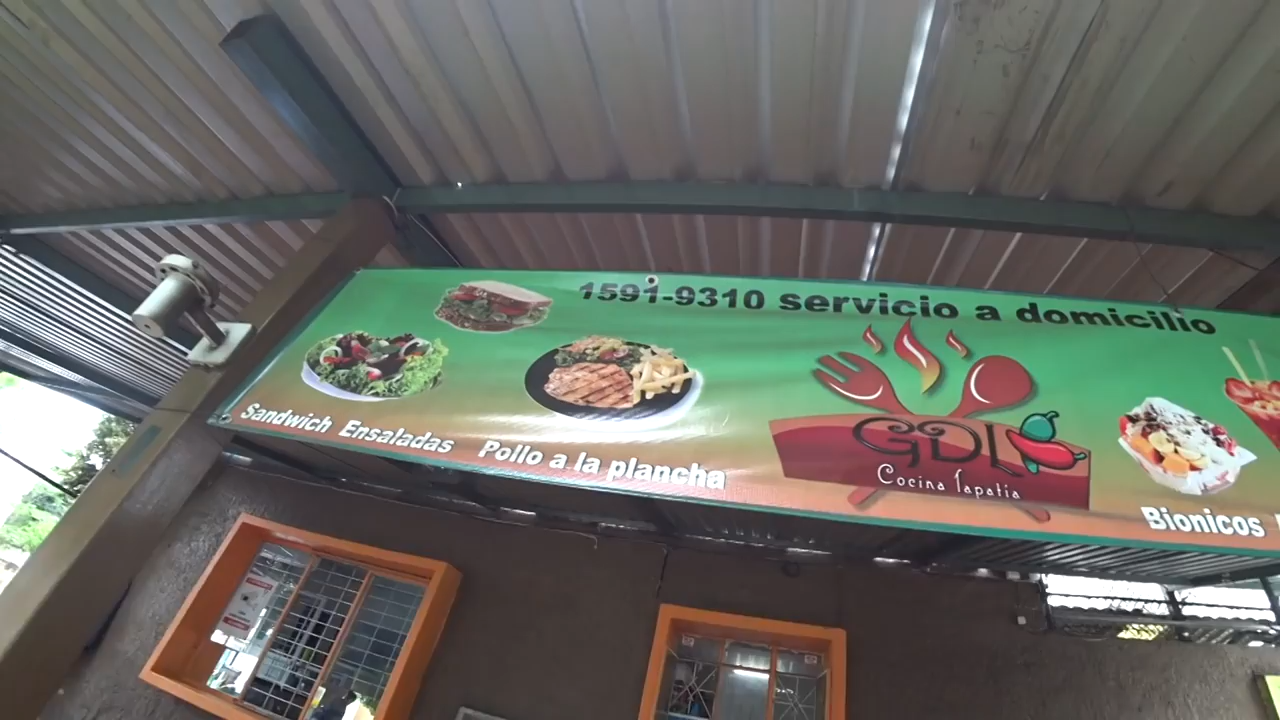 1591-9310 servicio a domicilio
Sandwich Ensaladas Pollo a la plancha
GDL
Cocina Tapatia
Bionicos